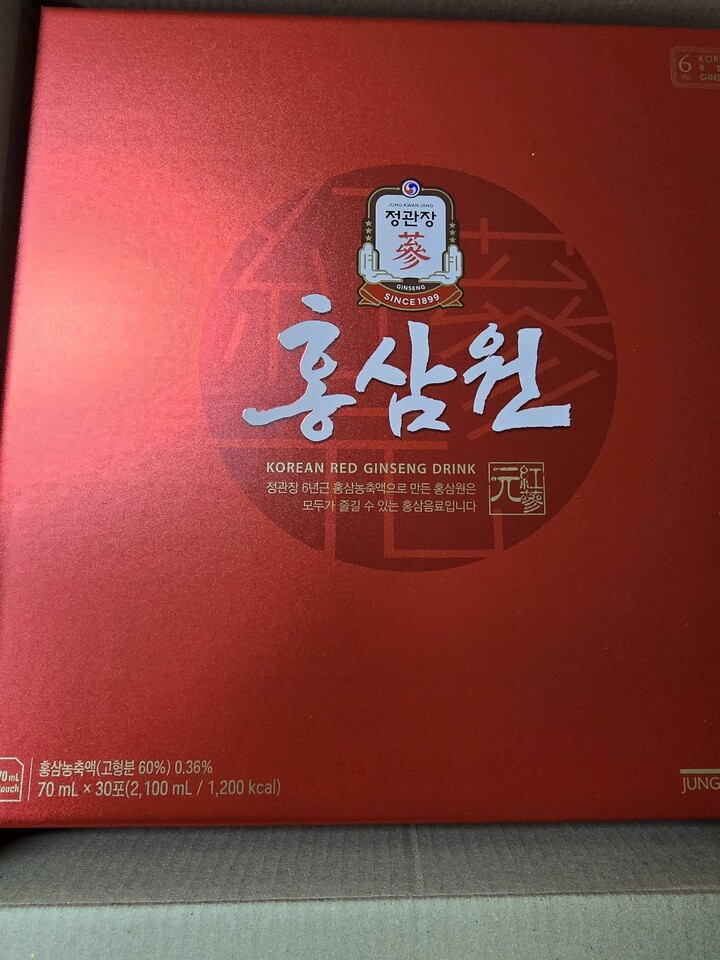 6
JUNG KWAN JANG
정관장
蔘
GINSENG
SINCE 1899
홍삼원
KOREAN RED GINSENG DRINK
정관장 6년근 홍삼농축액으로 만든 홍삼원은
모두가 즐길 수 있는 홍삼음료입니다
紅蔘元
홍삼농축액(고형분 60%) 0.36%
70 mL × 30포(2,100 mL / 1,200 kcal)
JUNG